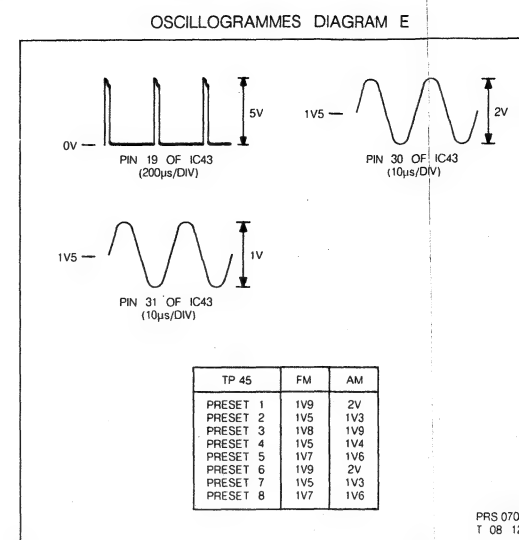 OSCILLOGRAMMES DIAGRAM E
5V
0V
PIN 19 OF IC43
(200µs/DIV)
1V5
2V
PIN 30 OF IC43
(10µs/DIV)
1V5
1V
PIN 31 OF IC43
(10µs/DIV)
TP 45 FM AM
PRESET 1 1V9 2V
PRESET 2 1V5 1V3
PRESET 3 1V8 1V9
PRESET 4 1V5 1V4
PRESET 5 1V7 1V6
PRESET 6 1V9 2V
PRESET 7 1V5 1V3
PRESET 8 1V7 1V6
PRS 070
T 08 12